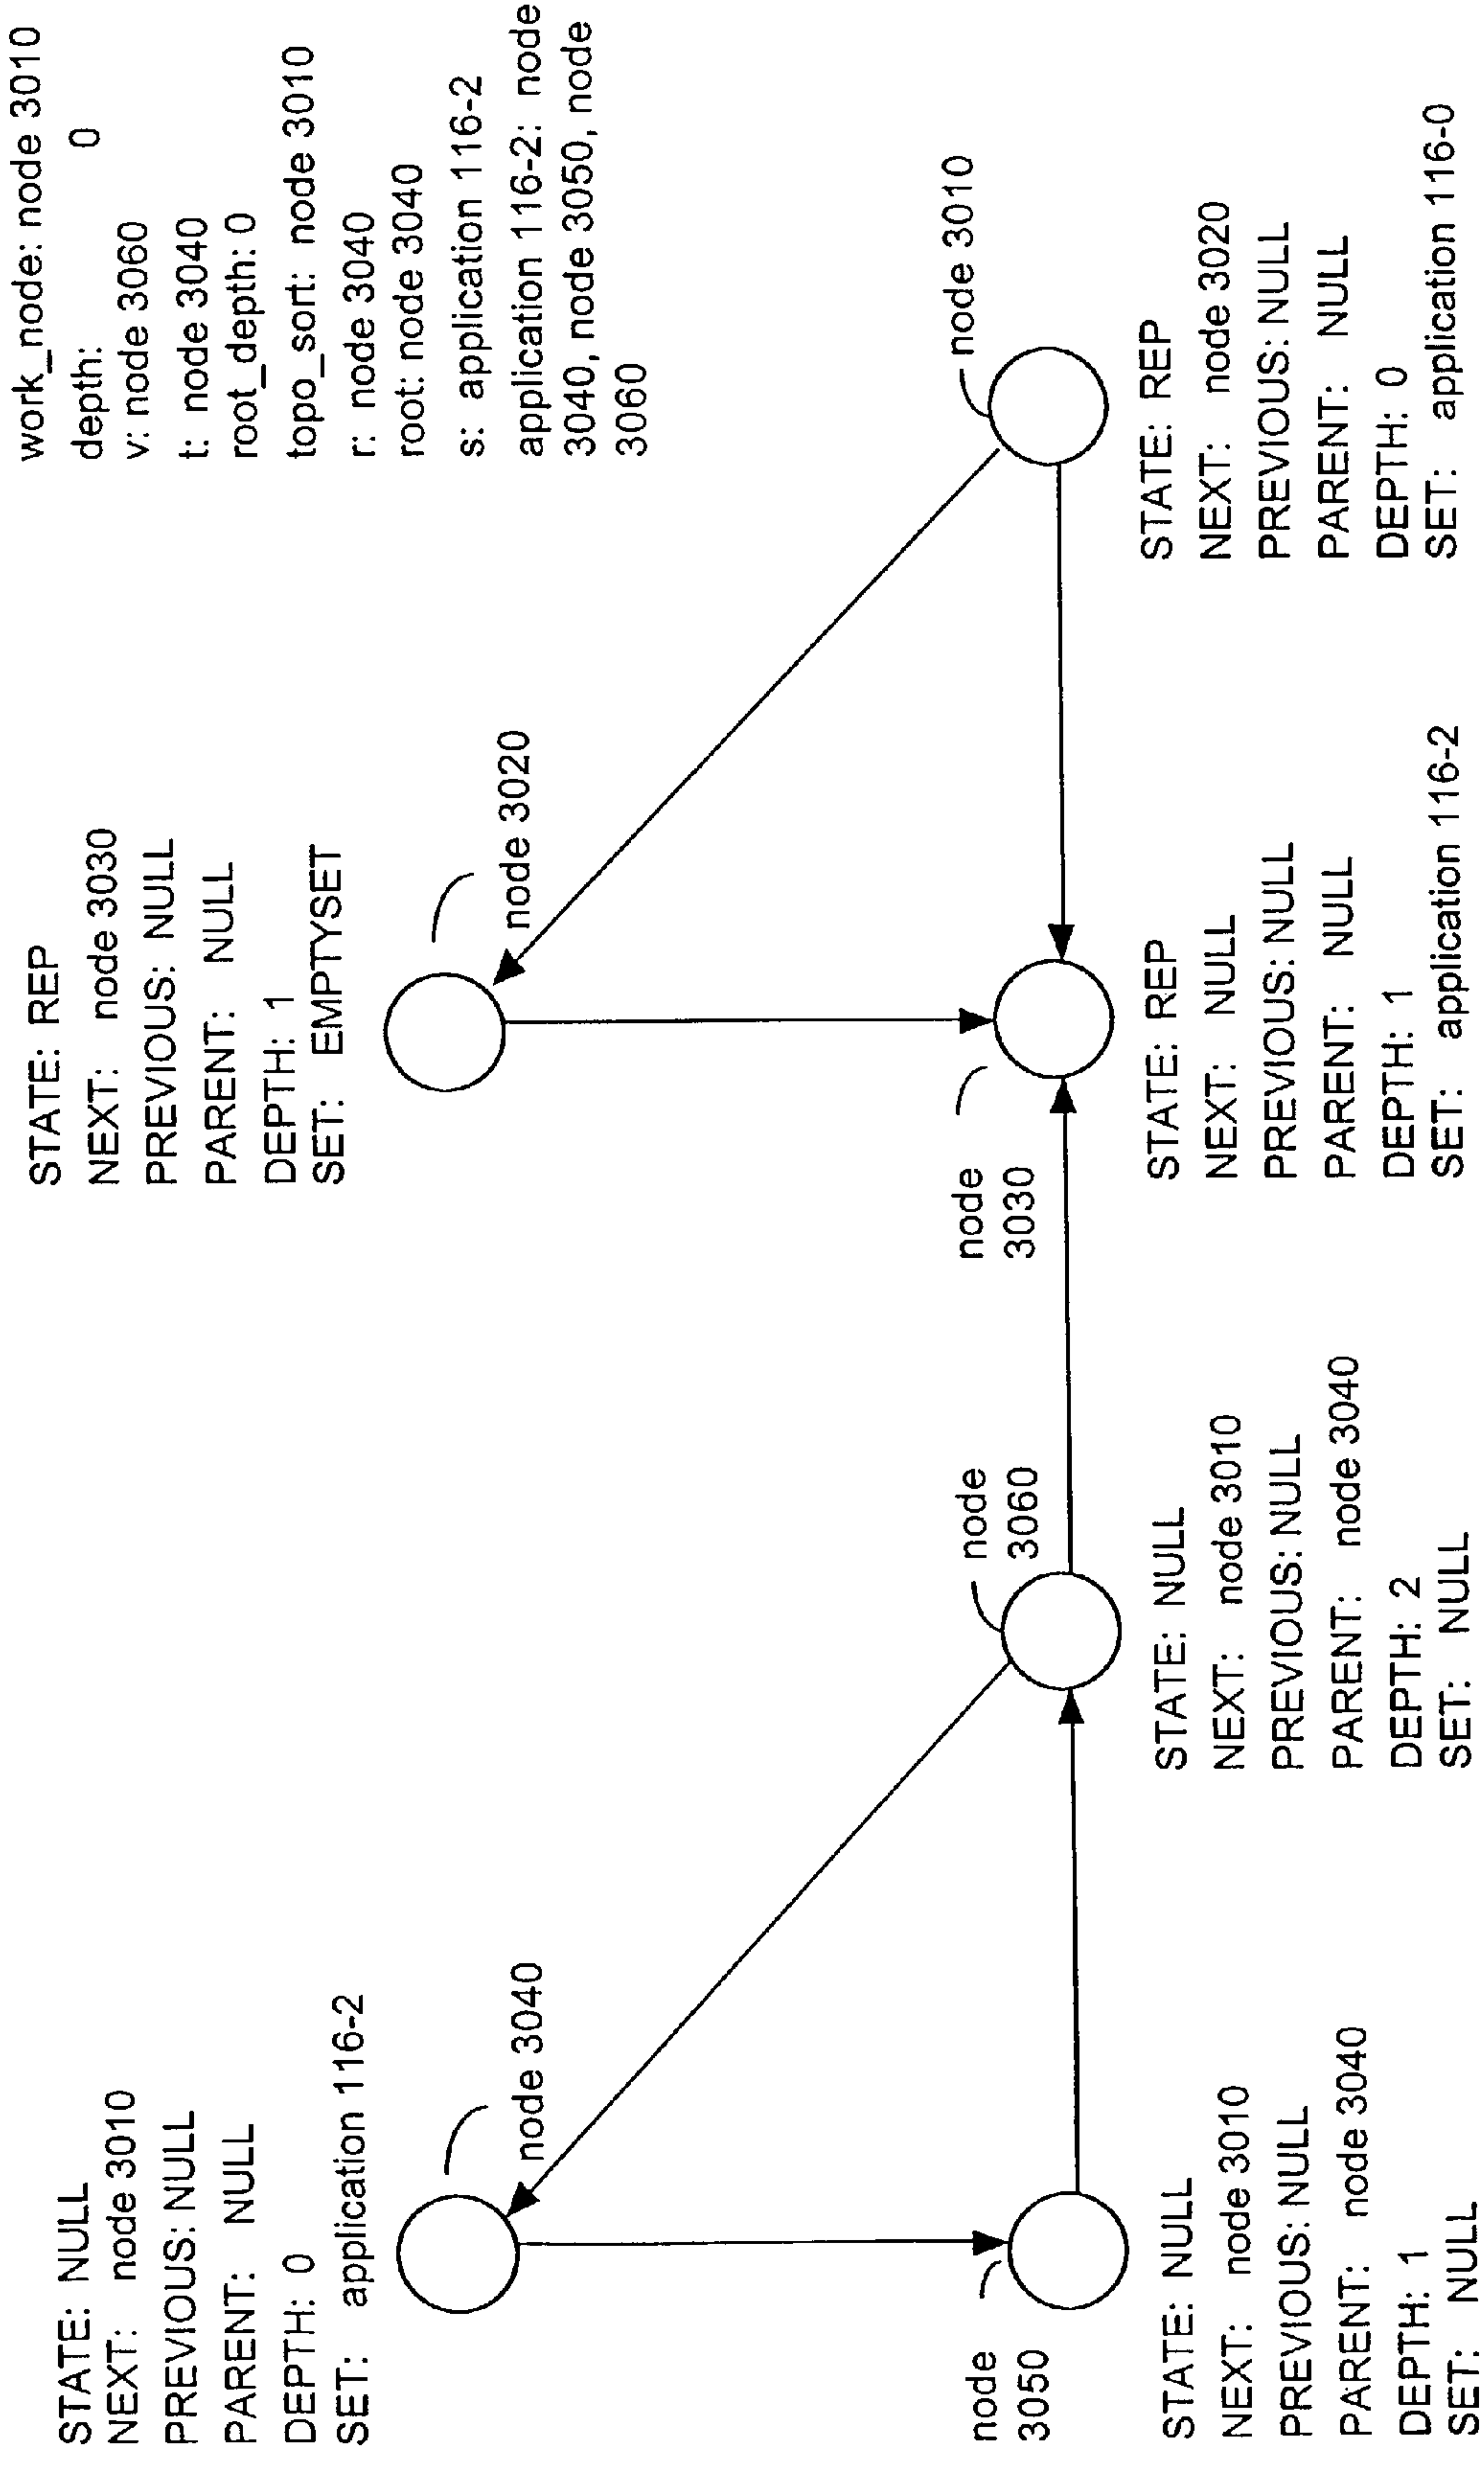 STATE: NULL
NEXT: node 3010
PREVIOUS: NULL
PARENT: NULL
DEPTH: 0
SET: application 116-2
node 3040
STATE: REP
NEXT: node 3030
PREVIOUS: NULL
PARENT: NULL
DEPTH: 1
SET: EMPTYSET
node 3020
work_node: node 3010
depth: 0
v: node 3060
t: node 3040
root_depth: 0
topo_sort: node 3010
r: node 3040
root: node 3040
s: application 116-2
application 116-2: node
3040, node 3050, node
3060
node
3050
STATE: NULL
NEXT: node 3010
PREVIOUS: NULL
PARENT: node 3040
DEPTH: 1
SET: NULL
node
3060
STATE: NULL
NEXT: node 3010
PREVIOUS: NULL
PARENT: node 3040
DEPTH: 2
SET: NULL
node
3030
STATE: REP
NEXT: NULL
PREVIOUS: NULL
PARENT: NULL
DEPTH: 1
SET: application 116-2
node 3010
STATE: REP
NEXT: node 3020
PREVIOUS: NULL
PARENT: NULL
DEPTH: 0
SET: application 116-0